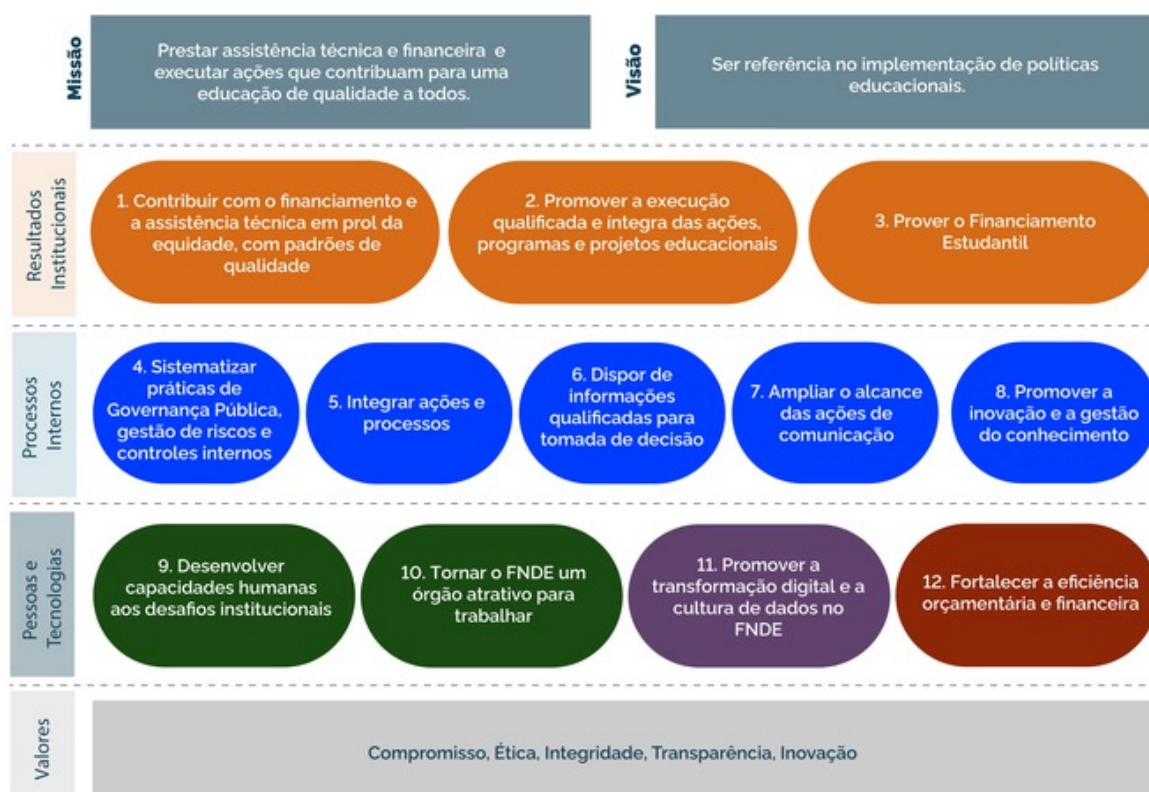 Missão
Prestar assistência técnica e financeira e
executar ações que contribuam para uma
educação de qualidade a todos.
Visão
Ser referência no implementação de políticas
educacionais.
Resultados
Institucionais
1. Contribuir com o financiamento e
a assistência técnica em prol da
equidade, com padrões de
qualidade
2. Promover a execução
qualificada e íntegra das ações,
programas e projetos educacionais
3. Prover o Financiamento
Estudantil
Processos
Internos
4. Sistematizar
práticas de
Governança Pública,
gestão de riscos e
controles internos
5. Integrar ações e
processos
6. Dispor de
informações
qualificadas para
tomada de decisão
7. Ampliar o alcance
das ações de
comunicação
8. Promover a
inovação e a gestão
do conhecimento
Pessoas e
Tecnologias
9. Desenvolver
capacidades humanas
aos desafios institucionais
10. Tornar o FNDE um
órgão atrativo para
trabalhar
11. Promover a
transformação digital e a
cultura de dados no
FNDE
12. Fortalecer a eficiência
orçamentária e financeira
Valores
Compromisso, Ética, Integridade, Transparência, Inovação